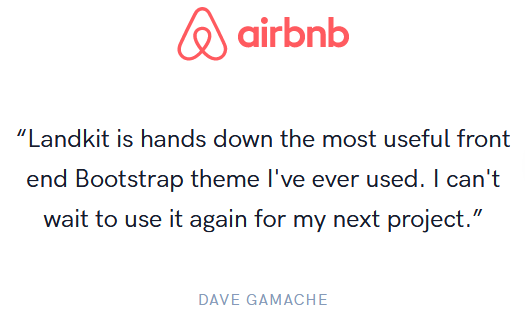 airbnb
“Landkit is hands down the most useful front
end Bootstrap theme I've ever used. I can't
wait to use it again for my next project.”
DAVE GAMACHE